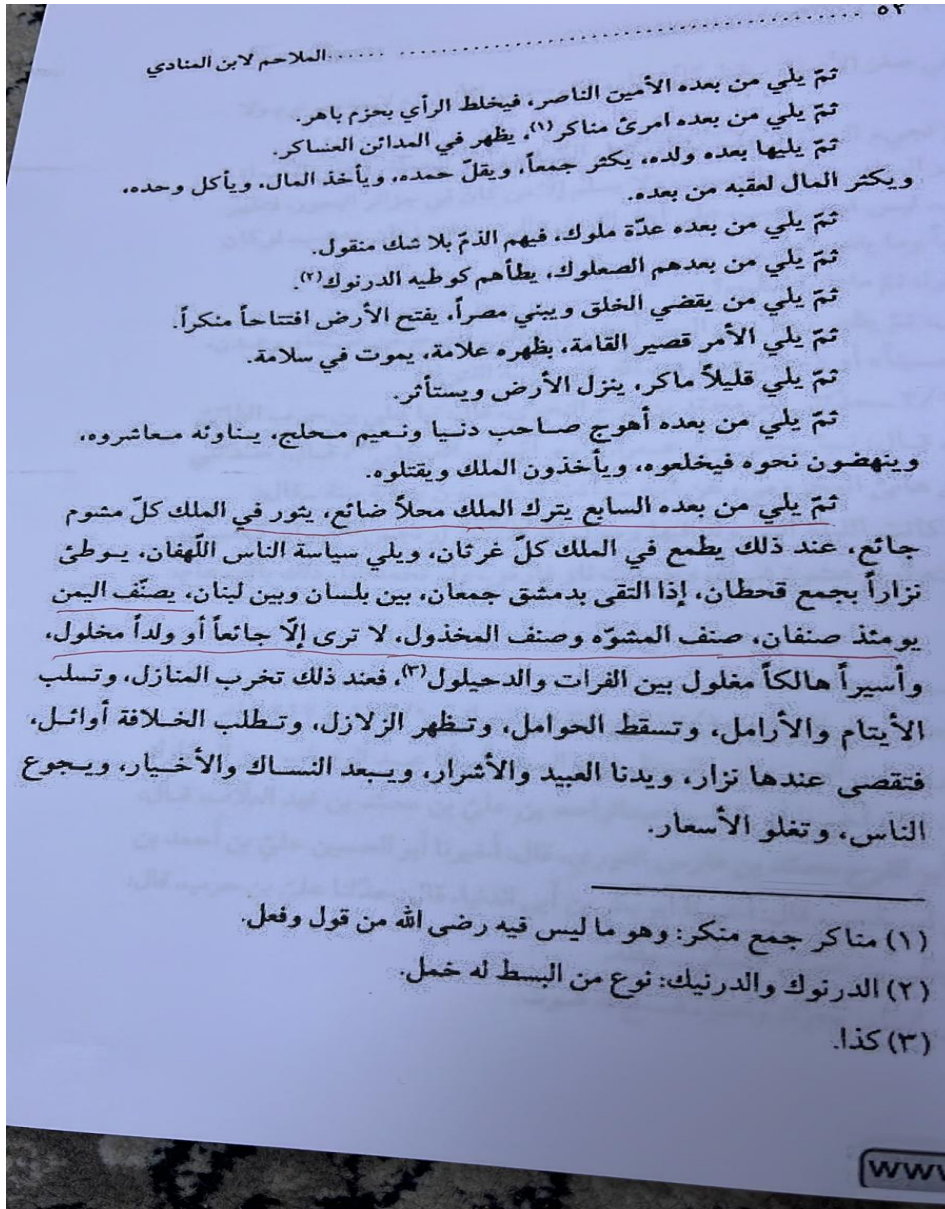 ٥٢ ........................................ الملاحم لابن المنادي
ثمّ يلي من بعده الأمين الناصر، فيخلط الرأي بحزم باهر.
ثمّ يلي من بعده امرئ مناكر(١)، يظهر في المدائن العساكر.
ثمّ يليها بعده ولده، يكثر جمعاً، ويقلّ حمده، ويأخذ المال، ويأكل وحده،
ويكثر المال لعقبه من بعده.
ثمّ يلي من بعده عدّة ملوك، فيهم الذمّ بلا شك منقول.
ثمّ يلي من بعدهم الصعلوك، يطأهم كوطيه الدرنوك(٢).
ثمّ يلي من يقضي الخلق ويبني مصراً، يفتح الأرض افتتاحاً منكراً.
ثمّ يلي الأمر قصير القامة، بظهره علامة، يموت في سلامة.
ثمّ يلي قليلاً ماكر، ينزل الأرض ويستأثر.
ثمّ يلي من بعده أهوج صاحب دنيا ونعيم محلج، يناوئه معاشروه،
وينهضون نحوه فيخلعوه، ويأخذون الملك ويقتلوه.
ثمّ يلي من بعده السابع يترك الملك محلاً ضائع، يثور في الملك كلّ مشوم
جائع، عند ذلك يطمع في الملك كلّ غرثان، ويلي سياسة الناس اللّهفان، يوطئ
نزاراً بجمع قحطان، إذا التقى بدمشق جمعان، بين بلسان وبين لبنان، يصنّف اليمن
يومئذ صنفان، صنف المشوّه وصنف المخذول، لا ترى إلّا جائعاً أو ولداً مخلول،
وأسيراً هالكاً مغلول بين الفرات والدحيلول(٣)، فعند ذلك تخرب المنازل، وتسلب
الأيتام والأرامل، وتسقط الحوامل، وتظهر الزلازل، وتطلب الخلافة أوائل،
فتقصى عندها نزار، ويدنا العبيد والأشرار، ويبعد النساك والأخيار، ويجوع
الناس، وتغلو الأسعار.
(١) مناكر جمع منكر: وهو ما ليس فيه رضى الله من قول وفعل.
(٢) الدرنوك والدرنيك: نوع من البسط له خمل.
(٣) كذا.
www